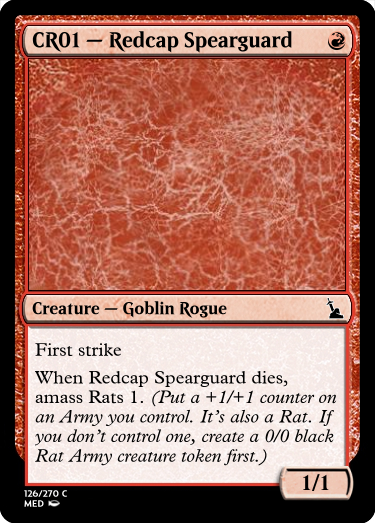 CR01 — Redcap Spearguard
Creature — Goblin Rogue
First strike
When Redcap Spearguard dies,
amass Rats 1. (Put a +1/+1 counter on
an Army you control. It's also a Rat. If
you don't control one, create a 0/0 black
Rat Army creature token first.)
1/1
126/270 C
MED